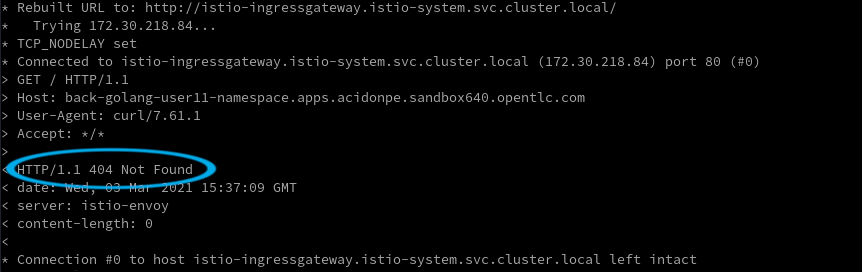 * Rebuilt URL to: http://istio-ingressgateway.istio-system.svc.cluster.local/
*   Trying 172.30.218.84...
* TCP_NODELAY set
* Connected to istio-ingressgateway.istio-system.svc.cluster.local (172.30.218.84) port 80 (#0)
> GET / HTTP/1.1
> Host: back-golang-user11-namespace.apps.acidonpe.sandbox640.opentlc.com
> User-Agent: curl/7.61.1
> Accept: */*
>
< HTTP/1.1 404 Not Found
< date: Wed, 03 Mar 2021 15:37:09 GMT
< server: istio-envoy
< content-length: 0
<
* Connection #0 to host istio-ingressgateway.istio-system.svc.cluster.local left intact